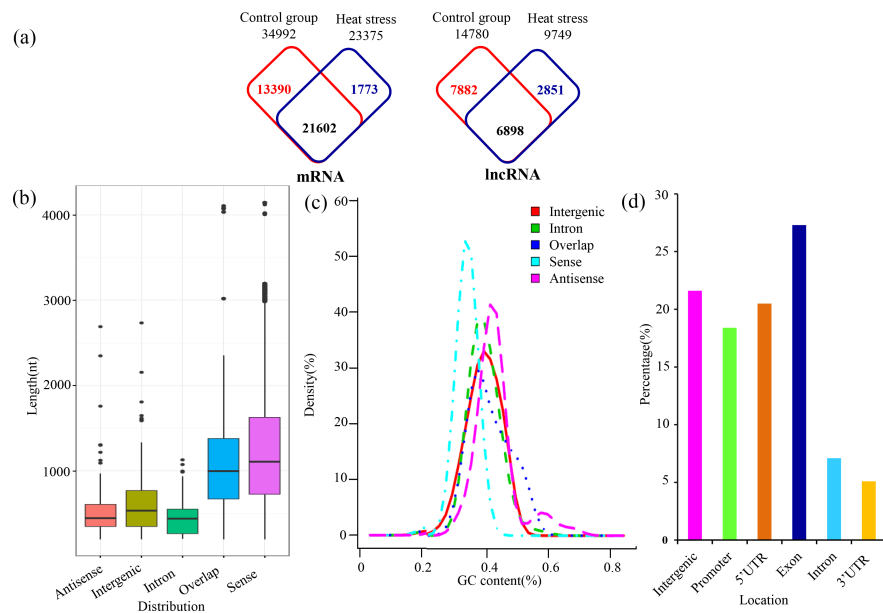 (a)
Control group
34992
Heat stress
23375
13390
1773
21602
mRNA
Control group
14780
Heat stress
9749
7882
2851
6898
lncRNA
(b)
Length(nt)
4000
3000
2000
1000
Antisense
Intergenic
Intron
Overlap
Sense
Distribution
(c)
Density(%)
60
50
40
30
20
10
0
0
0.2
0.4
0.6
0.8
GC content(%)
Intergenic
Intron
Overlap
Sense
Antisense
(d)
Percentage(%)
30
25
20
15
10
5
0
Intergenic
Promoter
5'UTR
Exon
Intron
3'UTR
Location